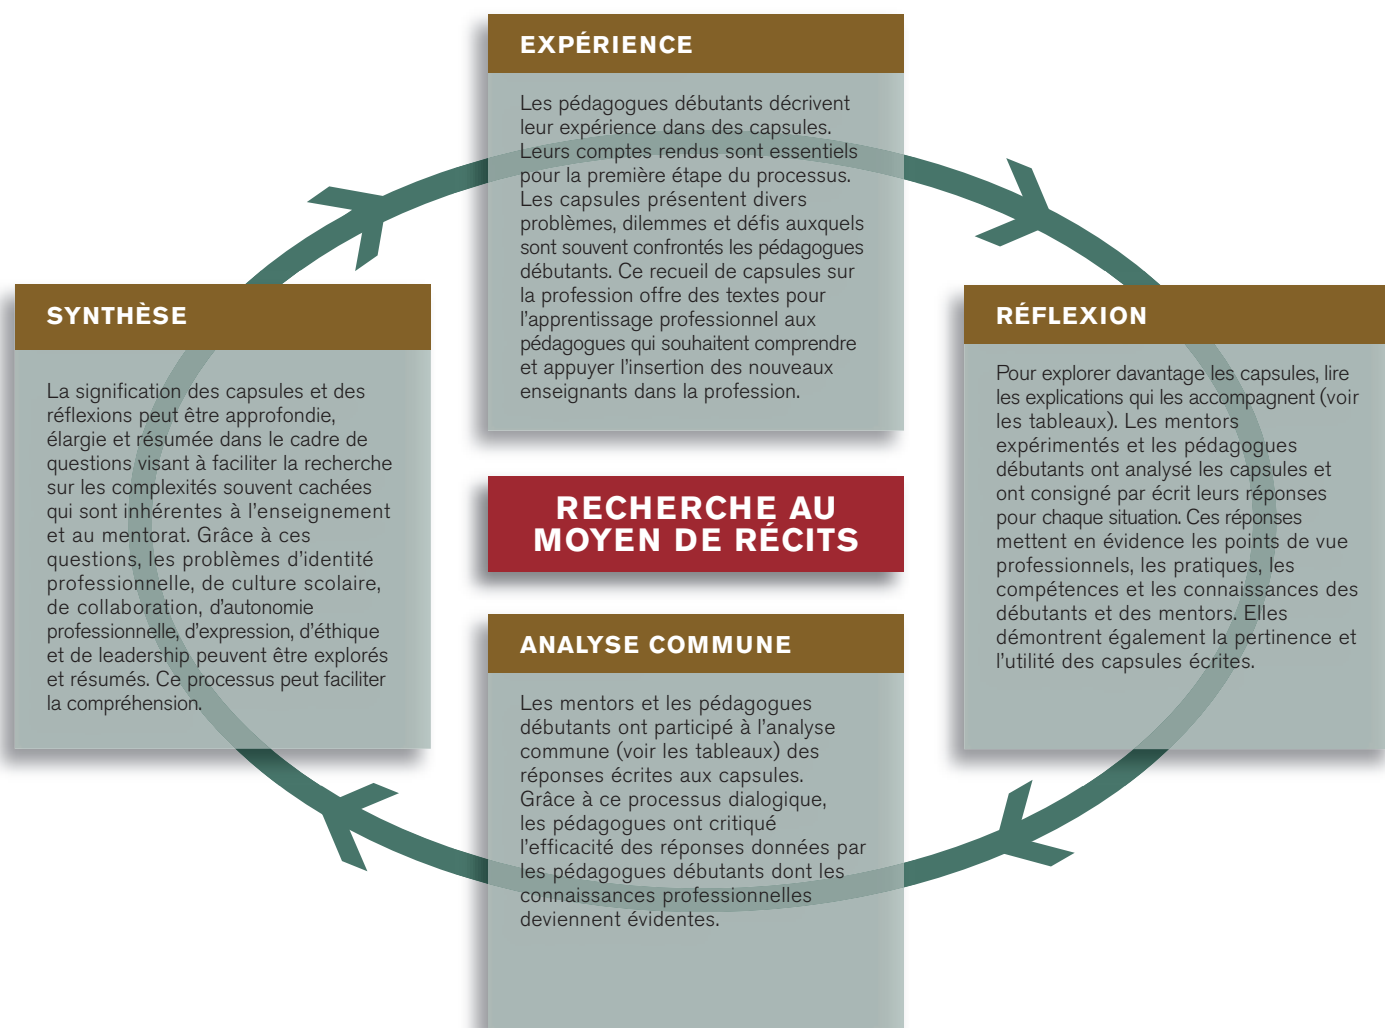 EXPÉRIENCE
Les pédagogues débutants décrivent
leur expérience dans des capsules.
Leurs comptes rendus sont essentiels
pour la première étape du processus.
Les capsules présentent divers
problèmes, dilemmes et défis auxquels
sont souvent confrontés les pédagogues
débutants. Ce recueil de capsules sur
la profession offre des textes pour
l'apprentissage professionnel aux
pédagogues qui souhaitent comprendre
et appuyer l'insertion des nouveaux
enseignants dans la profession.
RÉFLEXION
Pour explorer davantage les capsules, lire
les explications qui les accompagnent (voir
les tableaux). Les mentors
expérimentés et les pédagogues
débutants ont analysé les capsules et
ont consigné par écrit leurs réponses
pour chaque situation. Ces réponses
mettent en évidence les points de vue
professionnels, les pratiques, les
compétences et les connaissances des
débutants et des mentors. Elles
démontrent également la pertinence et
l'utilité des capsules écrites.
RECHERCHE AU
MOYEN DE RÉCITS
ANALYSE COMMUNE
Les mentors et les pédagogues
débutants ont participé à l'analyse
commune (voir les tableaux) des
réponses écrites aux capsules.
Grâce à ce processus dialogique,
les pédagogues ont critiqué
l'efficacité des réponses données par
les pédagogues débutants dont les
connaissances professionnelles
deviennent évidentes.
SYNTHÈSE
La signification des capsules et des
réflexions peut être approfondie,
élargie et résumée dans le cadre de
questions visant à faciliter la recherche
sur les complexités souvent cachées
qui sont inhérentes à l'enseignement
et au mentorat. Grâce à ces
questions, les problèmes d'identité
professionnelle, de culture scolaire,
de collaboration, d'autonomie
professionnelle, d'expression, d'éthique
et de leadership peuvent être explorés
et résumés. Ce processus peut faciliter
la compréhension.